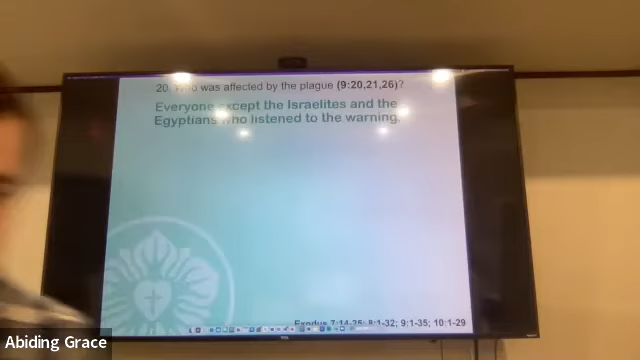 20. Who was affected by the plague (9:20,21,26)?
Everyone except the Israelites and the
Egyptians who listened to the warning.
Exodus 7:14-25; 8:1-32; 9:1-35; 10:1-29
Abiding Grace